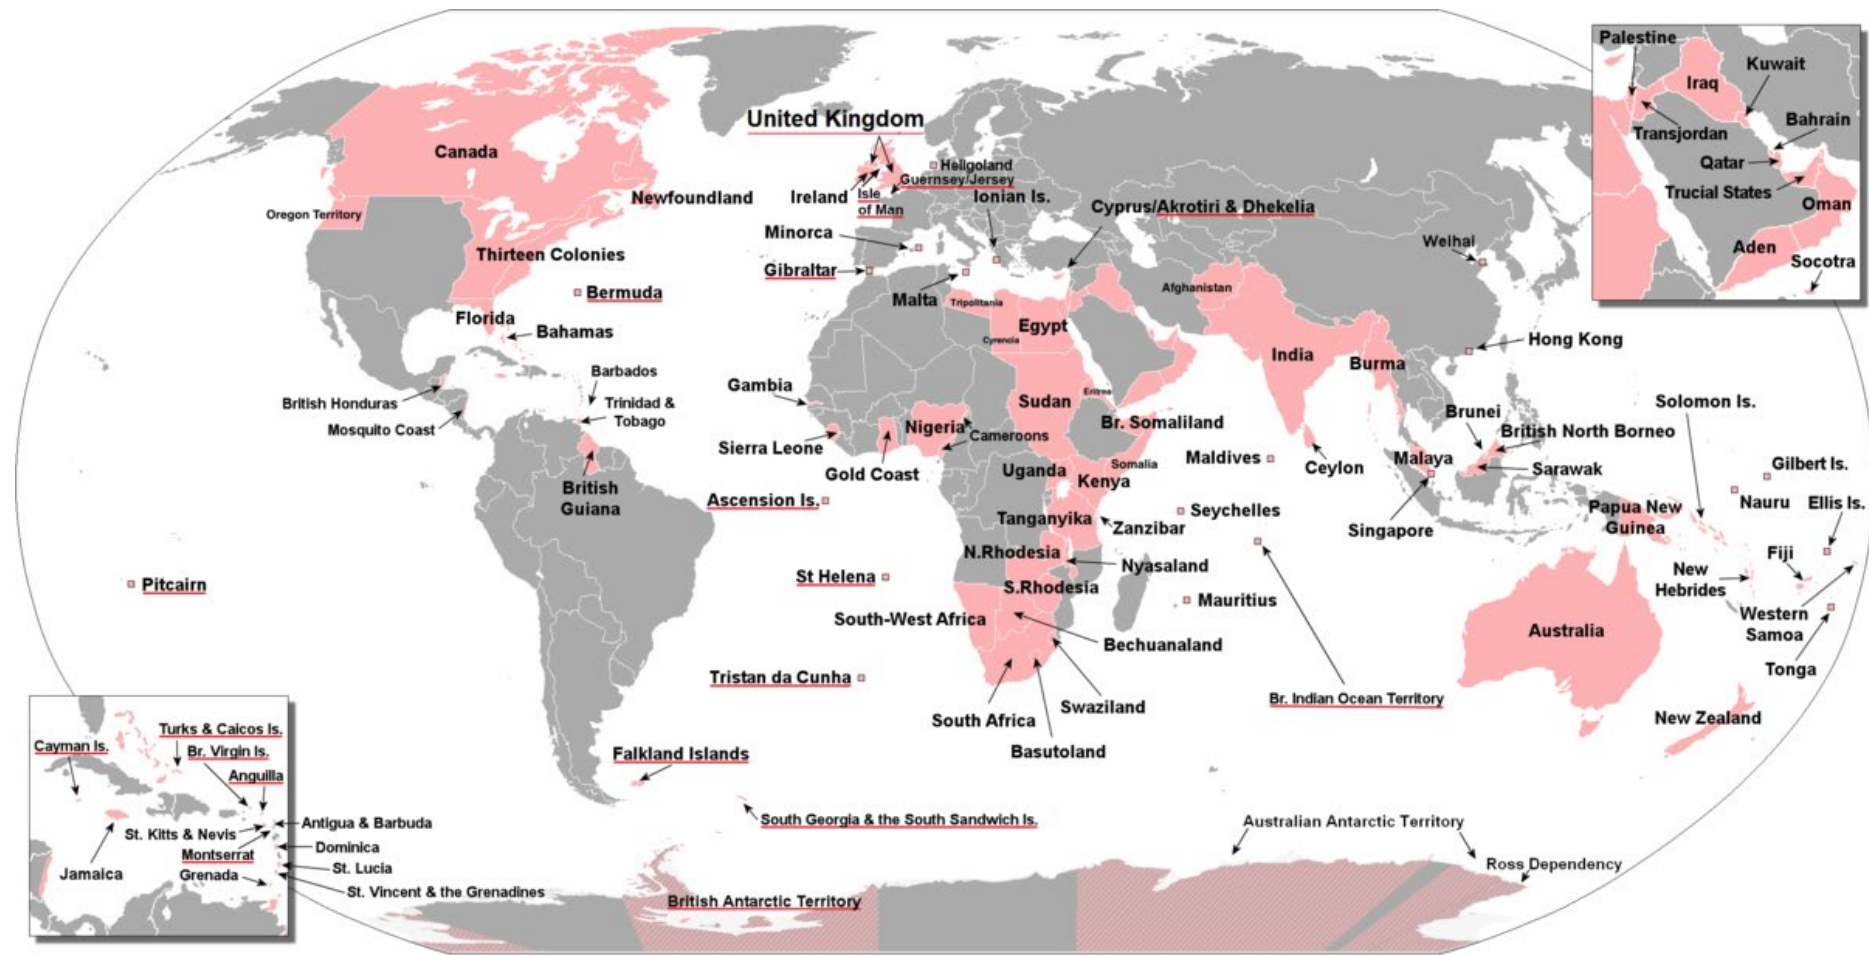 Palestine
Kuwait
Iraq
Bahrain
Transjordan
Qatar
Trucial States
Oman
Aden
Socotra
United Kingdom
Canada
Heligoland
Guernsey/Jersey
Ireland
Isle
of Man
Ionian Is.
Newfoundland
Oregon Territory
Cyprus/Akrotiri & Dhekelia
Minorca
Weihai
Thirteen Colonies
Gibraltar
Bermuda
Malta
Tripolitania
Afghanistan
Florida
Bahamas
Egypt
Cyrencia
Hong Kong
India
Burma
Barbados
Gambia
Eritrea
British Honduras
Trinidad &
Tobago
Mosquito Coast
Sudan
Solomon Is.
Brunei
Br. Somaliland
British North Borneo
Nigeria
Cameroons
Sierra Leone
Gold Coast
Uganda
Somalia
Kenya
Maldives
Ceylon
Malaya
Sarawak
Gilbert Is.
British
Guiana
Ascension Is.
Nauru
Ellis Is.
Seychelles
Papua New
Guinea
Tanganyika
Zanzibar
Singapore
N.Rhodesia
Nyasaland
Fiji
New
Hebrides
Pitcairn
St Helena
S.Rhodesia
Mauritius
Western
Samoa
South-West Africa
Australia
Bechuanaland
Tonga
Tristan da Cunha
Br. Indian Ocean Territory
Swaziland
South Africa
New Zealand
Basutoland
Falkland Islands
South Georgia & the South Sandwich Is.
Australian Antarctic Territory
Ross Dependency
British Antarctic Territory
Turks & Caicos Is.
Cayman Is.
Br. Virgin Is.
Anguilla
Antigua & Barbuda
St. Kitts & Nevis
Dominica
Montserrat
St. Lucia
Jamaica
Grenada
St. Vincent & the Grenadines